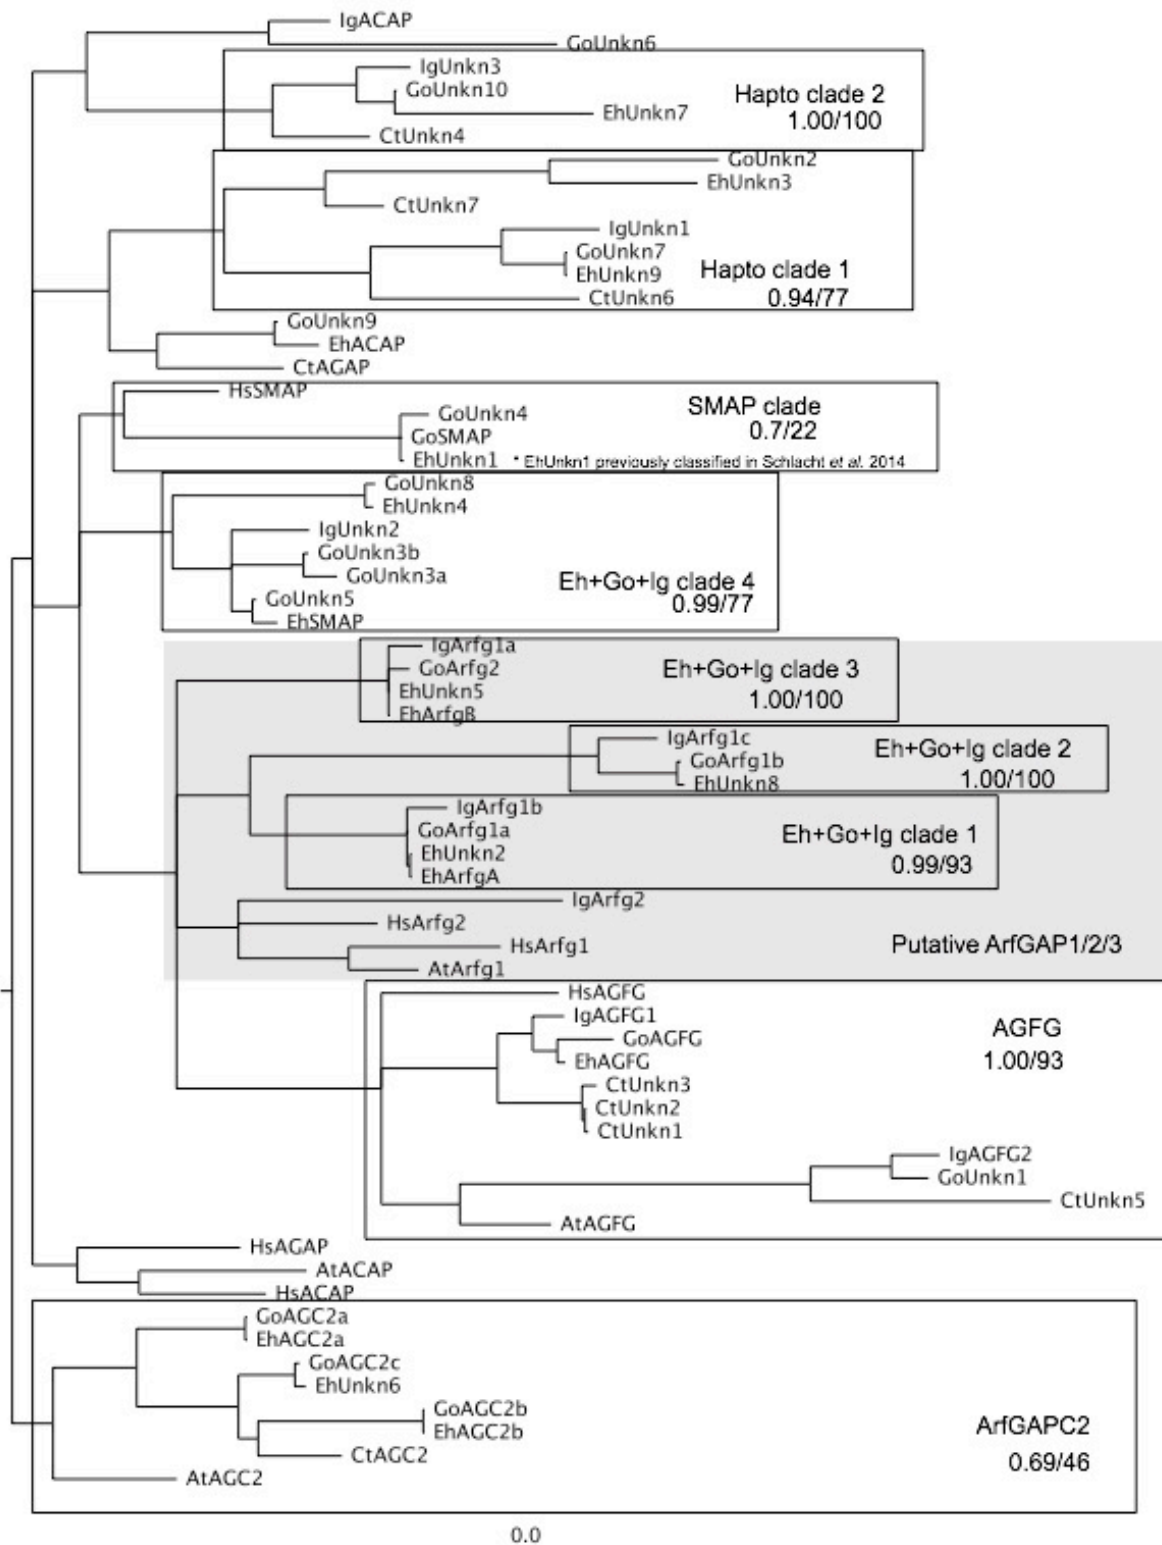 IgACAP
GoUnkn6
IgUnkn3
GoUnkn10
Hapto clade 2
EhUnkn7
1.00/100
CtUnkn4
GoUnkn2
EhUnkn3
CtUnkn7
IgUnkn1
GoUnkn7
Hapto clade 1
EhUnkn9
CtUnkn6
0.94/77
GoUnkn9
EhACAP
CtAGAP
HsSMAP
SMAP clade
GoUnkn4
0.7/22
GoSMAP
EhUnkn1 * EhUnkn1 previously classified in Schlacht et al. 2014
GoUnkn8
EhUnkn4
IgUnkn2
GoUnkn3b
GoUnkn3a
Eh+Go+Ig clade 4
GoUnkn5
0.99/77
EhSMAP
IgArfg1a
GoArfg2
Eh+Go+Ig clade 3
EhUnkn5
1.00/100
EhArfgB
IgArfg1c
Eh+Go+Ig clade 2
GoArfg1b
EhUnkn8
1.00/100
IgArfg1b
GoArfg1a
Eh+Go+Ig clade 1
EhUnkn2
0.99/93
EhArfgA
IgArfg2
HsArfg2
HsArfg1
Putative ArfGAP1/2/3
AtArfg1
HsAGFG
IgAGFG1
AGFG
GoAGFG
EhAGFG
1.00/93
CtUnkn3
CtUnkn2
CtUnkn1
IgAGFG2
GoUnkn1
CtUnkn5
AtAGFG
HsAGAP
AtACAP
HsACAP
GoAGC2a
EhAGC2a
GoAGC2c
EhUnkn6
GoAGC2b
EhAGC2b
ArfGAPC2
CtAGC2
0.69/46
AtAGC2
0.0